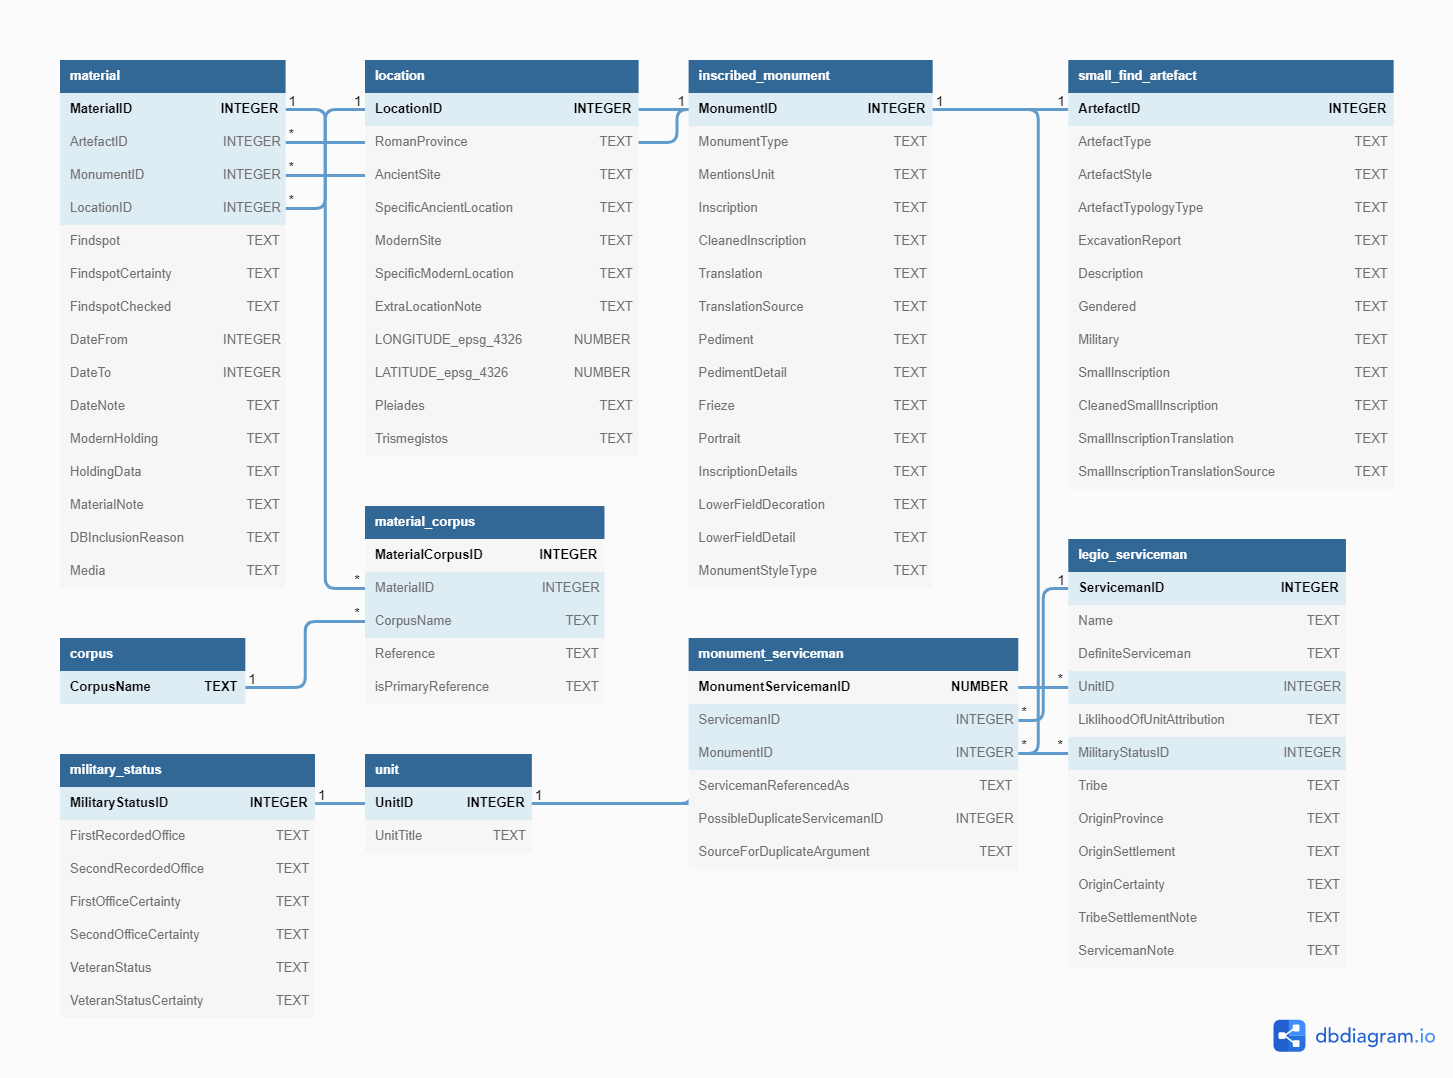 material
MaterialID INTEGER
ArtefactID INTEGER
MonumentID INTEGER
LocationID INTEGER
Findspot TEXT
FindspotCertainty TEXT
FindspotChecked TEXT
DateFrom INTEGER
DateTo INTEGER
DateNote TEXT
ModernHolding TEXT
HoldingData TEXT
MaterialNote TEXT
DBInclusionReason TEXT
Media TEXT
1
*
*
*
location
LocationID INTEGER
RomanProvince TEXT
AncientSite TEXT
SpecificAncientLocation TEXT
ModernSite TEXT
SpecificModernLocation TEXT
ExtraLocationNote TEXT
LONGITUDE_epsg_4326 NUMBER
LATITUDE_epsg_4326 NUMBER
Pleiades TEXT
Trismegistos TEXT
1
inscribed_monument
MonumentID INTEGER
MonumentType TEXT
MentionsUnit TEXT
Inscription TEXT
CleanedInscription TEXT
Translation TEXT
TranslationSource TEXT
Pediment TEXT
PedimentDetail TEXT
Frieze TEXT
Portrait TEXT
InscriptionDetails TEXT
LowerFieldDecoration TEXT
LowerFieldDetail TEXT
MonumentStyleType TEXT
1
1
small_find_artefact
ArtefactID INTEGER
ArtefactType TEXT
ArtefactStyle TEXT
ArtefactTypologyType TEXT
ExcavationReport TEXT
Description TEXT
Gendered TEXT
Military TEXT
SmallInscription TEXT
CleanedSmallInscription TEXT
SmallInscriptionTranslation TEXT
SmallInscriptionTranslationSource TEXT
1
material_corpus
MaterialCorpusID INTEGER
MaterialID INTEGER
CorpusName TEXT
Reference TEXT
isPrimaryReference TEXT
*
*
corpus
CorpusName TEXT
1
monument_serviceman
MonumentServicemanID NUMBER
ServicemanID INTEGER
MonumentID INTEGER
ServicemanReferencedAs TEXT
PossibleDuplicateServicemanID INTEGER
SourceForDuplicateArgument TEXT
*
*
legio_serviceman
ServicemanID INTEGER
Name TEXT
DefiniteServiceman TEXT
UnitID INTEGER
LiklihoodOfUnitAttribution TEXT
MilitaryStatusID INTEGER
Tribe TEXT
OriginProvince TEXT
OriginSettlement TEXT
OriginCertainty TEXT
TribeSettlementNote TEXT
ServicemanNote TEXT
1
*
*
military_status
MilitaryStatusID INTEGER
FirstRecordedOffice TEXT
SecondRecordedOffice TEXT
FirstOfficeCertainty TEXT
SecondOfficeCertainty TEXT
VeteranStatus TEXT
VeteranStatusCertainty TEXT
1
unit
UnitID INTEGER
UnitTitle TEXT
1
dbdiagram.io